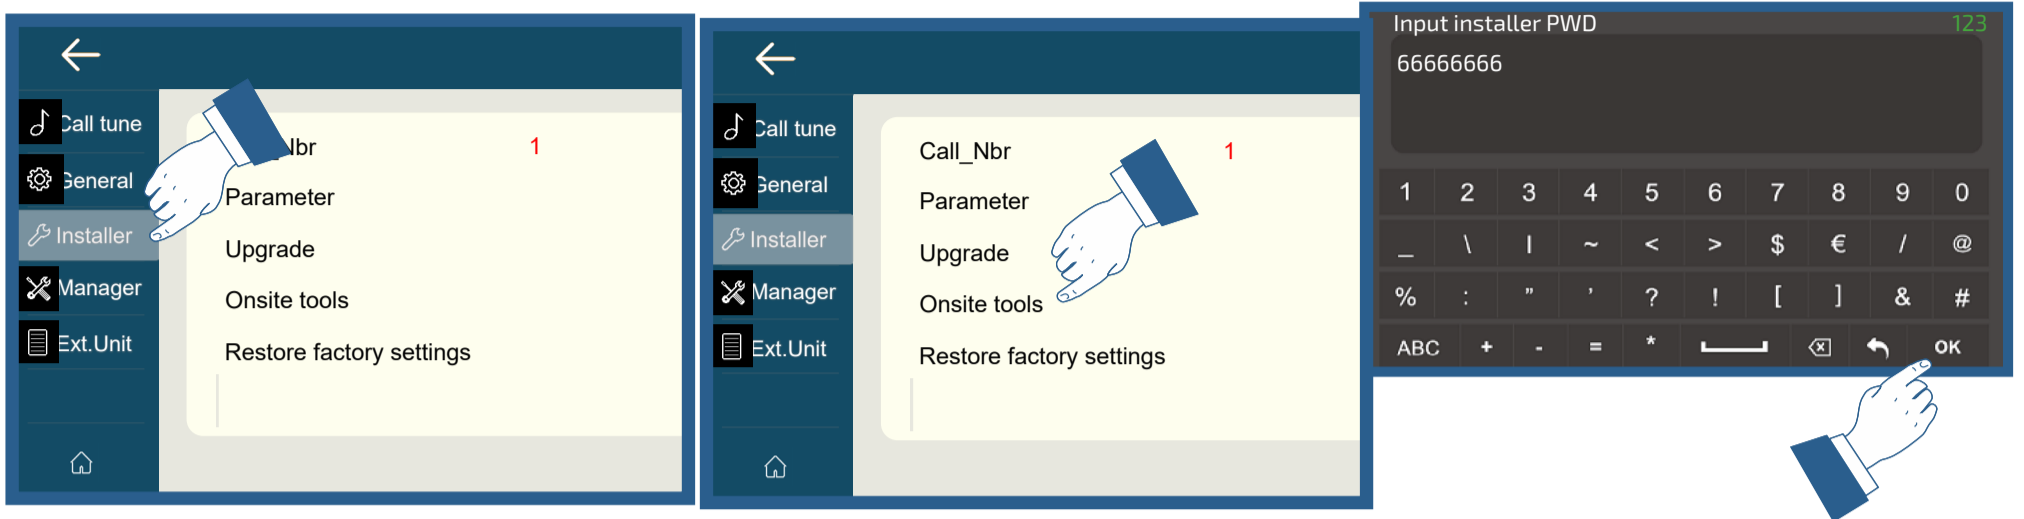 Call tune
General
Installer
Manager
Ext.Unit
Nbr 1
Parameter
Upgrade
Onsite tools
Restore factory settings
Call tune
General
Installer
Manager
Ext.Unit
Call_Nbr 1
Parameter
Upgrade
Onsite tools
Restore factory settings
Input installer PWD 123
66666666
1 2 3 4 5 6 7 8 9 0
_ \ | ~ < > $ € / @
% : " ' ? ! [ ] & #
ABC + - = * OK